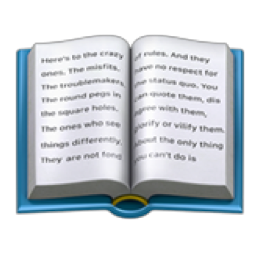 Here's to the crazy
ones. The misfits.
The troublemakers.
The round pegs in
the square holes.
The ones who see
things differently.
They are not fond
of rules. And they
have no respect for
the status quo. You
can quote them, dis
agree with them,
glorify or vilify them.
About the only thing
you can't do is